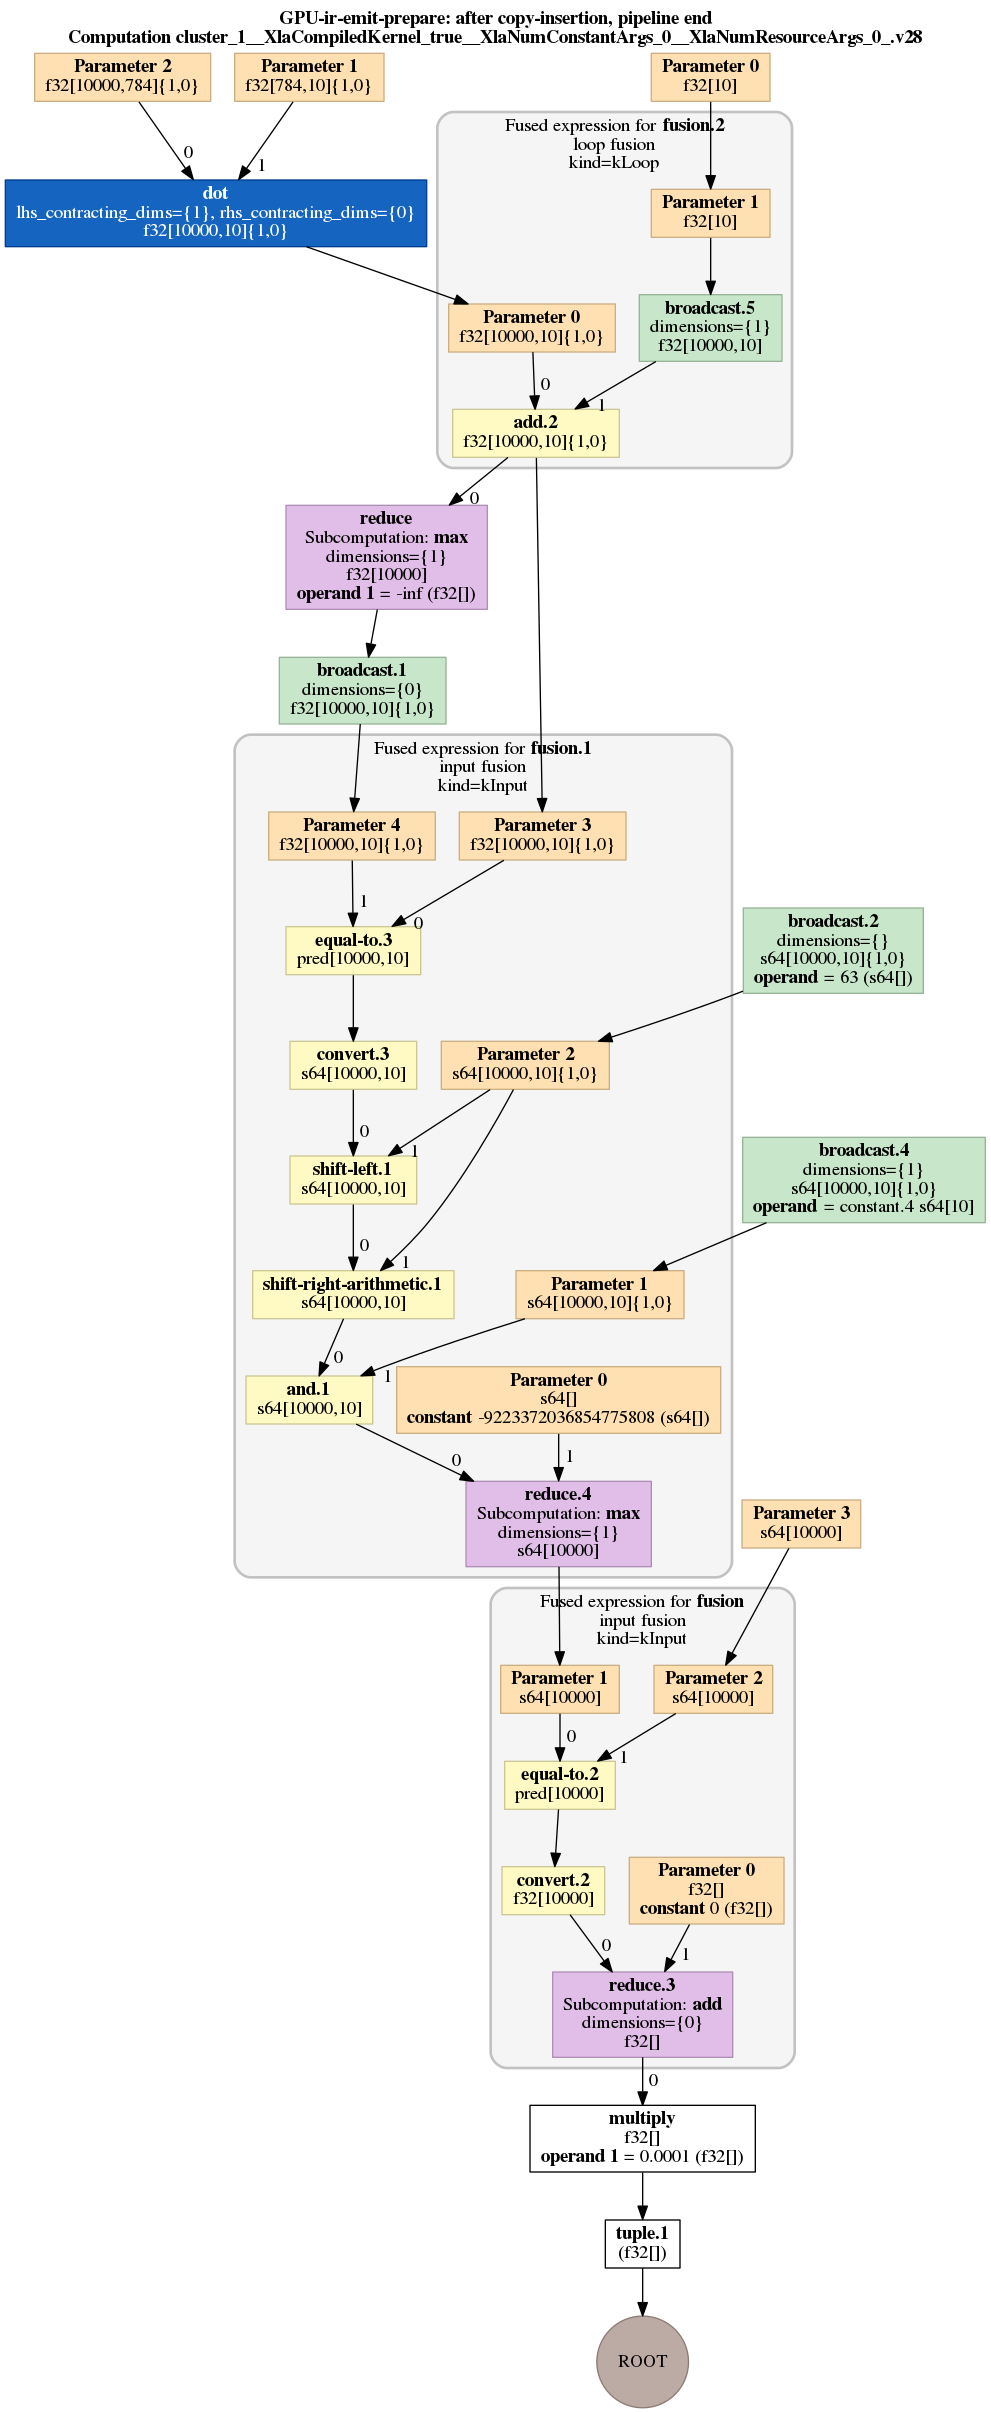 GPU-ir-emit-prepare: after copy-insertion, pipeline end
Computation cluster_1__XlaCompiledKernel_true__XlaNumConstantArgs_0__XlaNumResourceArgs_0_.v28
Parameter 2
f32[10000,784]{1,0}
Parameter 1
f32[784,10]{1,0}
Parameter 0
f32[10]
Fused expression for fusion.2
loop fusion
kind=kLoop
0
1
dot
lhs_contracting_dims={1}, rhs_contracting_dims={0}
f32[10000,10]{1,0}
Parameter 1
f32[10]
Parameter 0
f32[10000,10]{1,0}
broadcast.5
dimensions={1}
f32[10000,10]
0
1
add.2
f32[10000,10]{1,0}
0
reduce
Subcomputation: max
dimensions={1}
f32[10000]
operand 1 = -inf (f32[])
broadcast.1
dimensions={0}
f32[10000,10]{1,0}
Fused expression for fusion.1
input fusion
kind=kInput
Parameter 4
f32[10000,10]{1,0}
Parameter 3
f32[10000,10]{1,0}
1
0
equal-to.3
pred[10000,10]
broadcast.2
dimensions={}
s64[10000,10]{1,0}
operand = 63 (s64[])
convert.3
s64[10000,10]
Parameter 2
s64[10000,10]{1,0}
0
1
shift-left.1
s64[10000,10]
broadcast.4
dimensions={1}
s64[10000,10]{1,0}
operand = constant.4 s64[10]
0
1
shift-right-arithmetic.1
s64[10000,10]
Parameter 1
s64[10000,10]{1,0}
0
1
and.1
s64[10000,10]
Parameter 0
s64[]
constant -9223372036854775808 (s64[])
0
1
reduce.4
Subcomputation: max
dimensions={1}
s64[10000]
Parameter 3
s64[10000]
Fused expression for fusion
input fusion
kind=kInput
Parameter 1
s64[10000]
Parameter 2
s64[10000]
0
1
equal-to.2
pred[10000]
convert.2
f32[10000]
Parameter 0
f32[]
constant 0 (f32[])
0
1
reduce.3
Subcomputation: add
dimensions={0}
f32[]
0
multiply
f32[]
operand 1 = 0.0001 (f32[])
tuple.1
(f32[])
ROOT